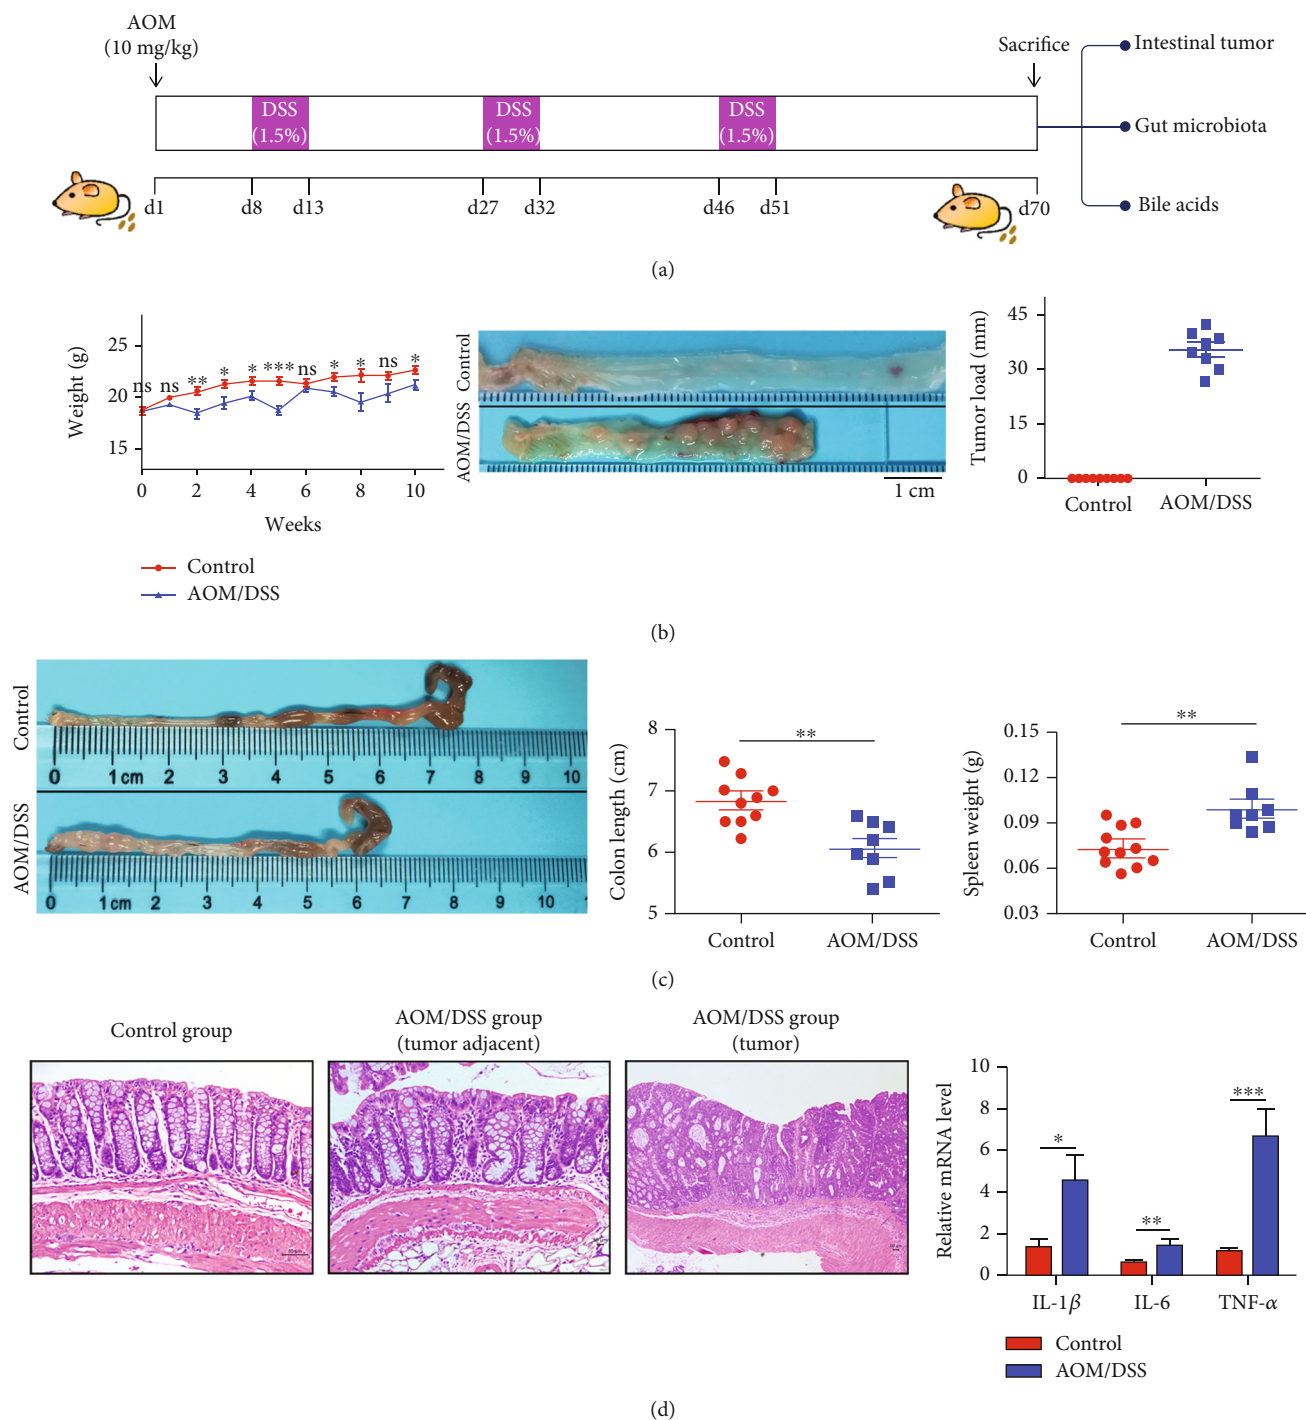 AOM
(10 mg/kg)
Sacrifice
DSS
(1.5%)
DSS
(1.5%)
DSS
(1.5%)
Intestinal tumor
Gut microbiota
Bile acids
d1
d8
d13
d27
d32
d46
d51
d70
(a)
Weight (g)
25
20
15
ns
ns
**
*
*
***
ns
*
*
ns
*
0
2
4
6
8
10
Weeks
Control
AOM/DSS
Control
AOM/DSS
1 cm
Tumor load (mm)
45
30
15
0
Control
AOM/DSS
(b)
Control
0 1cm 2 3 4 5 6 7 8 9 10
AOM/DSS
0 1cm 2 3 4 5 6 7 8 9 10
Colon length (cm)
8
7
6
5
**
Control
AOM/DSS
Spleen weight (g)
0.15
0.12
0.09
0.06
0.03
**
Control
AOM/DSS
(c)
Control group
AOM/DSS group
(tumor adjacent)
AOM/DSS group
(tumor)
Relative mRNA level
10
8
6
4
2
0
*
**
***
IL-1β
IL-6
TNF-α
Control
AOM/DSS
(d)